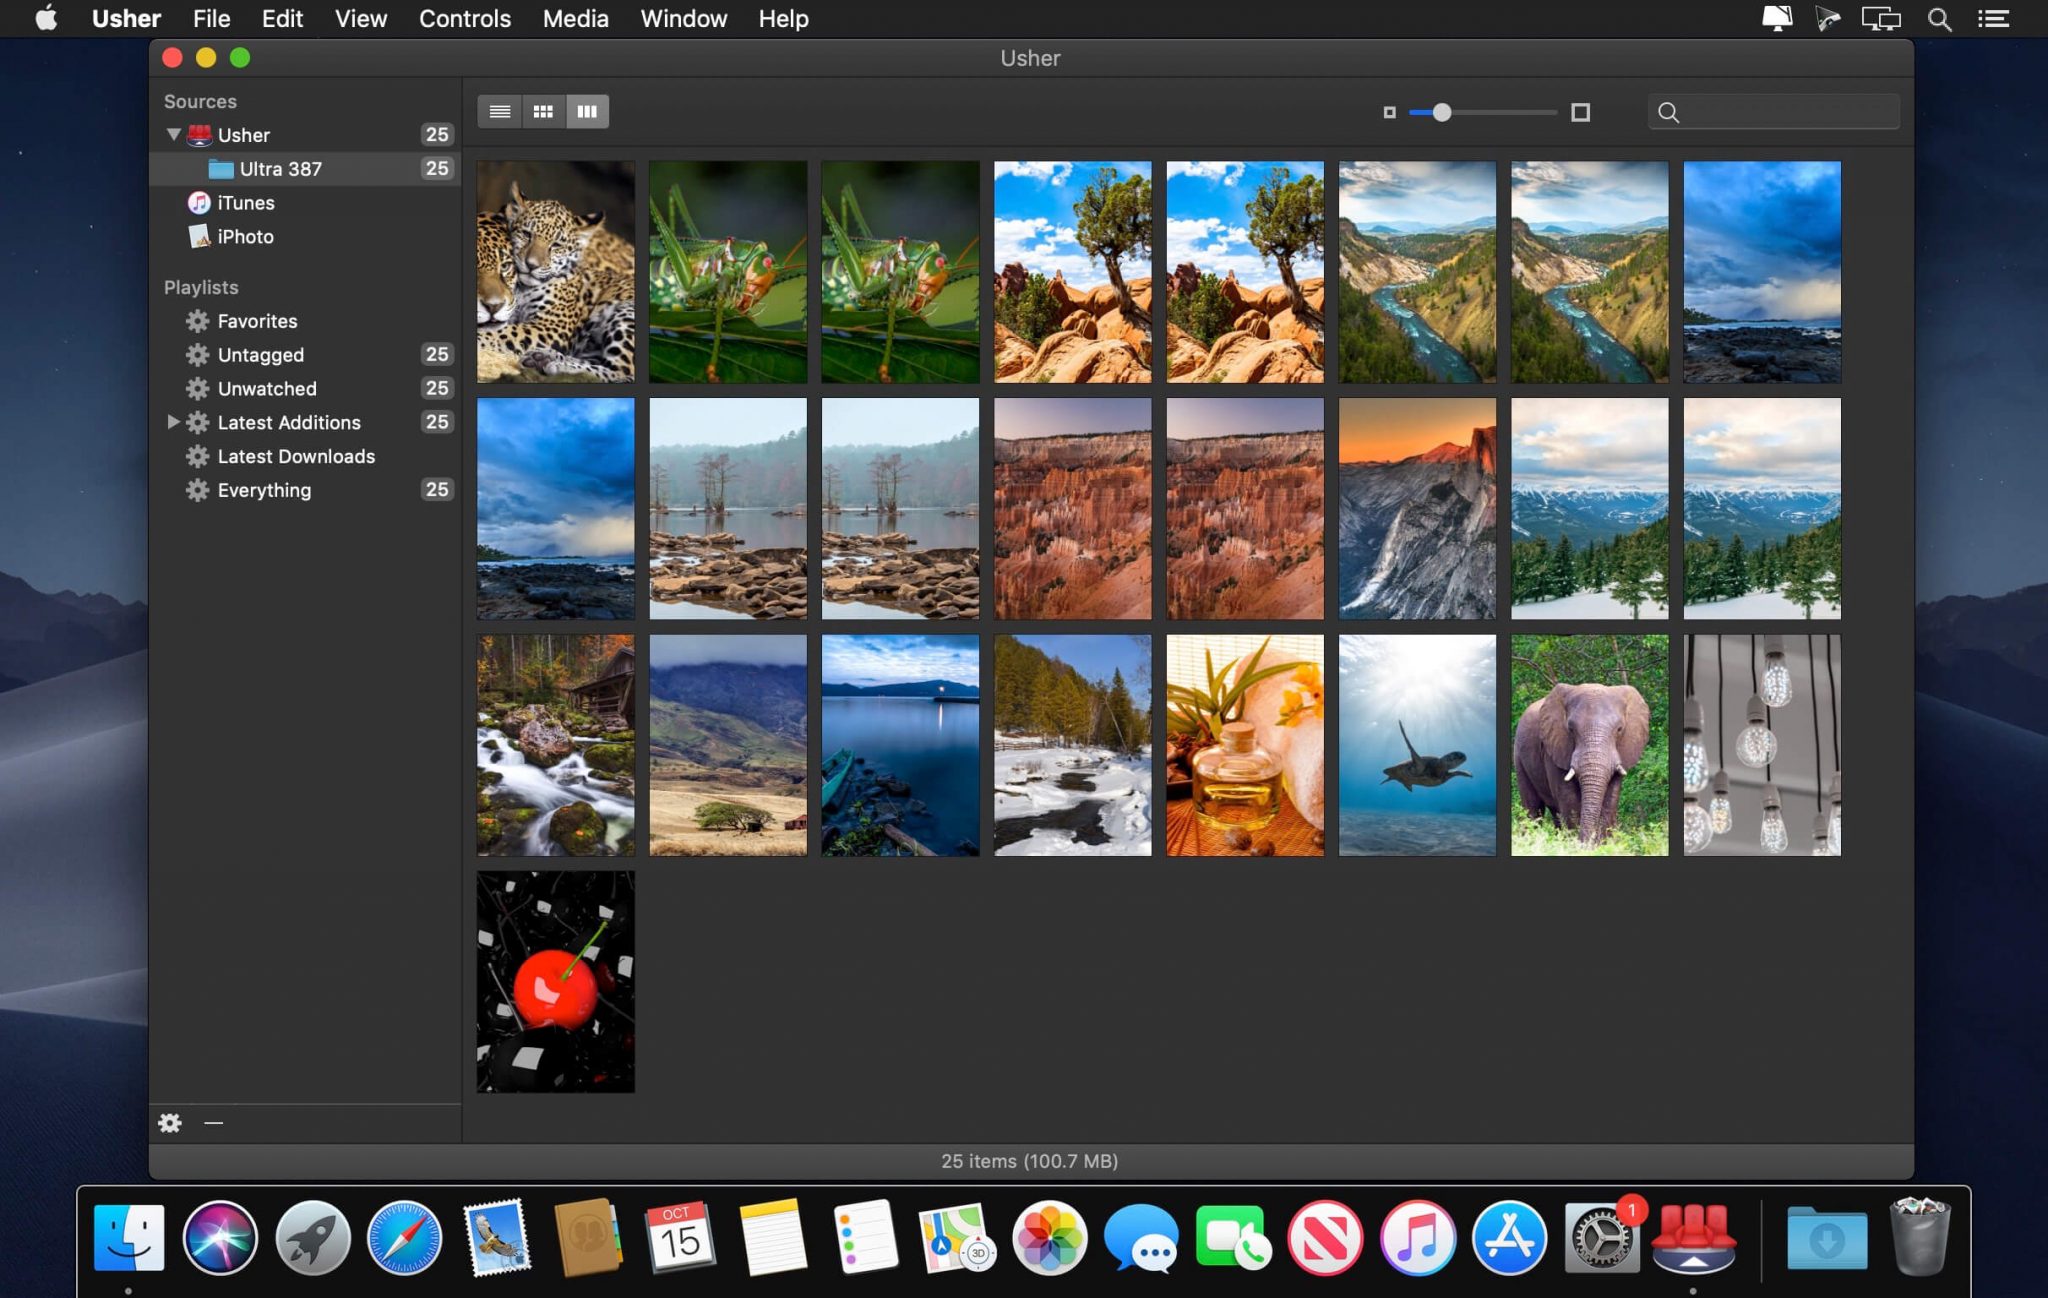 Usher File Edit View Controls Media Window Help
Usher
Sources
Usher 25
Ultra 387 25
iTunes
iPhoto
Playlists
Favorites
Untagged 25
Unwatched 25
Latest Additions 25
Latest Downloads
Everything 25
25 items (100.7 MB)
OCT
15
3D
1